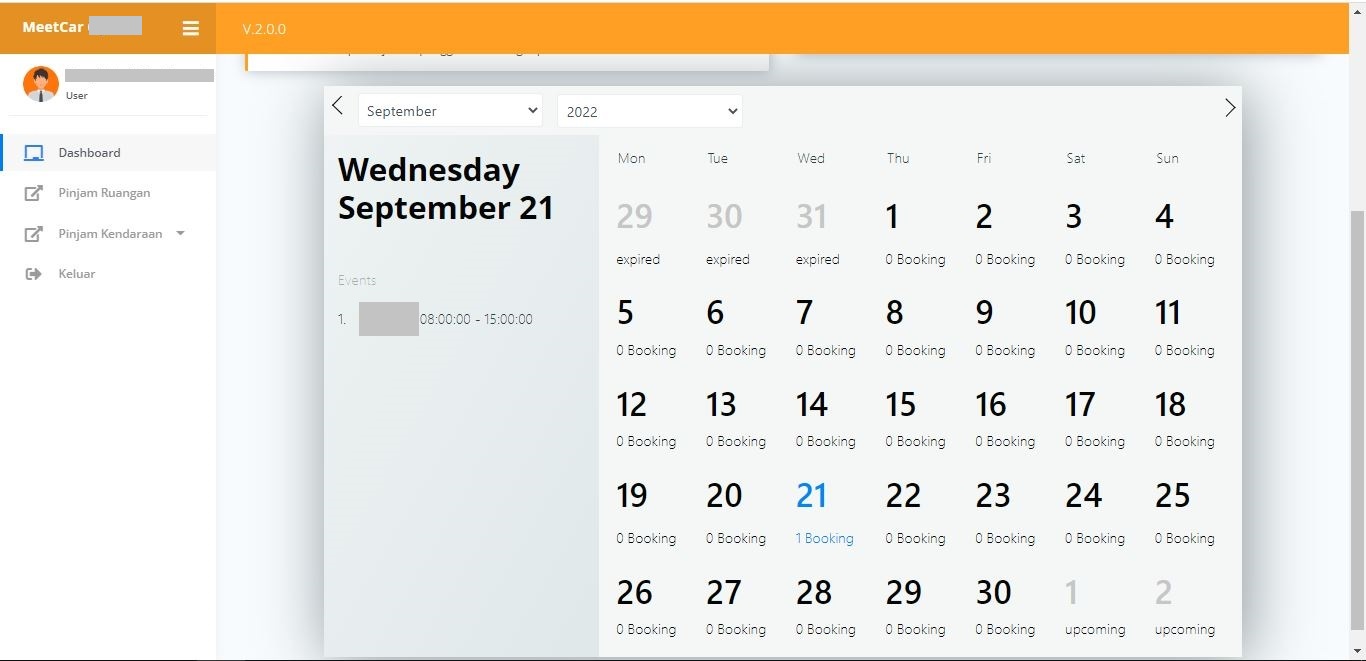 MeetCar
V.2.0.0
User
Dashboard
Pinjam Ruangan
Pinjam Kendaraan
Keluar
September 2022
Wednesday
September 21
Events
1. 08:00:00 - 15:00:00
Mon Tue Wed Thu Fri Sat Sun
29 30 31 1 2 3 4
expired expired expired 0 Booking 0 Booking 0 Booking 0 Booking
5 6 7 8 9 10 11
0 Booking 0 Booking 0 Booking 0 Booking 0 Booking 0 Booking 0 Booking
12 13 14 15 16 17 18
0 Booking 0 Booking 0 Booking 0 Booking 0 Booking 0 Booking 0 Booking
19 20 21 22 23 24 25
0 Booking 0 Booking 1 Booking 0 Booking 0 Booking 0 Booking 0 Booking
26 27 28 29 30 1 2
0 Booking 0 Booking 0 Booking 0 Booking 0 Booking upcoming upcoming